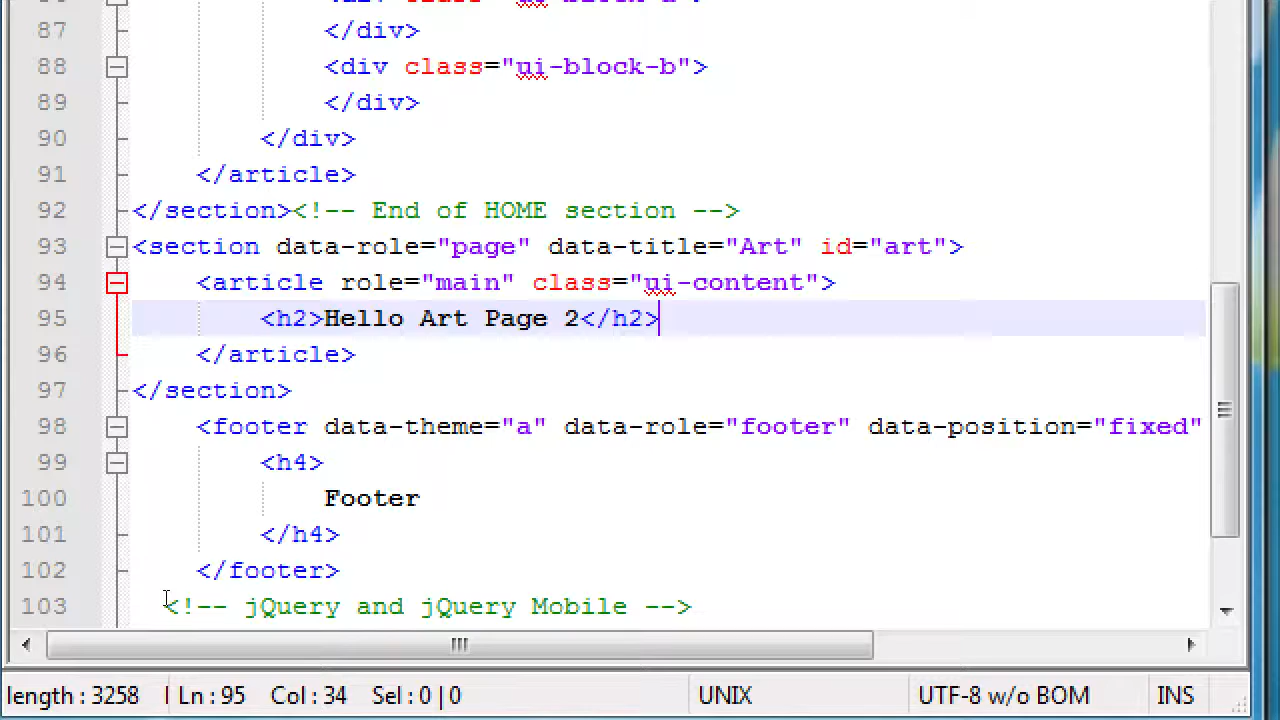 87 </div>
88 <div class="ui-block-b">
89 </div>
90 </div>
91 </article>
92 </section><!-- End of HOME section -->
93 <section data-role="page" data-title="Art" id="art">
94 <article role="main" class="ui-content">
95 <h2>Hello Art Page 2</h2>
96 </article>
97 </section>
98 <footer data-theme="a" data-role="footer" data-position="fixed"
99 <h4>
100 Footer
101 </h4>
102 </footer>
103 <!-- jQuery and jQuery Mobile -->
length : 3258 l Ln : 95 Col : 34 Sel : 0 | 0 UNIX UTF-8 w/o BOM INS